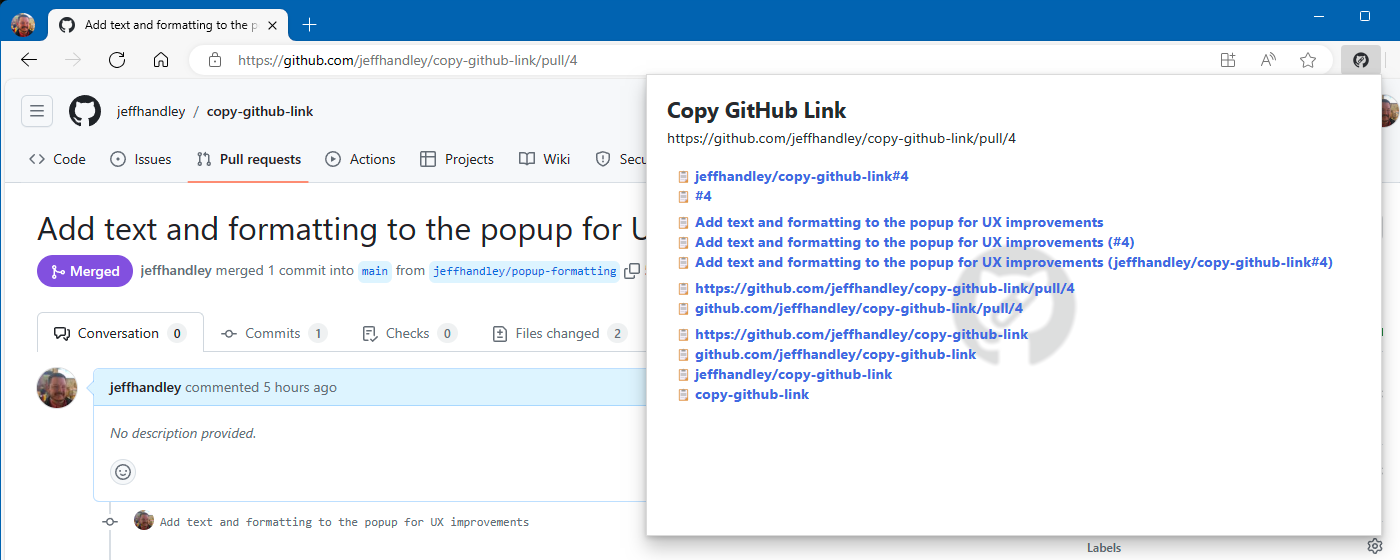 Add text and formatting to the p
https://github.com/jeffhandley/copy-github-link/pull/4
jeffhandley / copy-github-link
Code Issues Pull requests Actions Projects Wiki Secu
Add text and formatting to the popup for U
Merged jeffhandley merged 1 commit into main from jeffhandley/popup-formatting
Conversation 0 Commits 1 Checks 0 Files changed 2
jeffhandley commented 5 hours ago
No description provided.
Add text and formatting to the popup for UX improvements
Copy GitHub Link
https://github.com/jeffhandley/copy-github-link/pull/4
jeffhandley/copy-github-link#4
#4
Add text and formatting to the popup for UX improvements
Add text and formatting to the popup for UX improvements (#4)
Add text and formatting to the popup for UX improvements (jeffhandley/copy-github-link#4)
https://github.com/jeffhandley/copy-github-link/pull/4
github.com/jeffhandley/copy-github-link/pull/4
https://github.com/jeffhandley/copy-github-link
github.com/jeffhandley/copy-github-link
jeffhandley/copy-github-link
copy-github-link
Labels